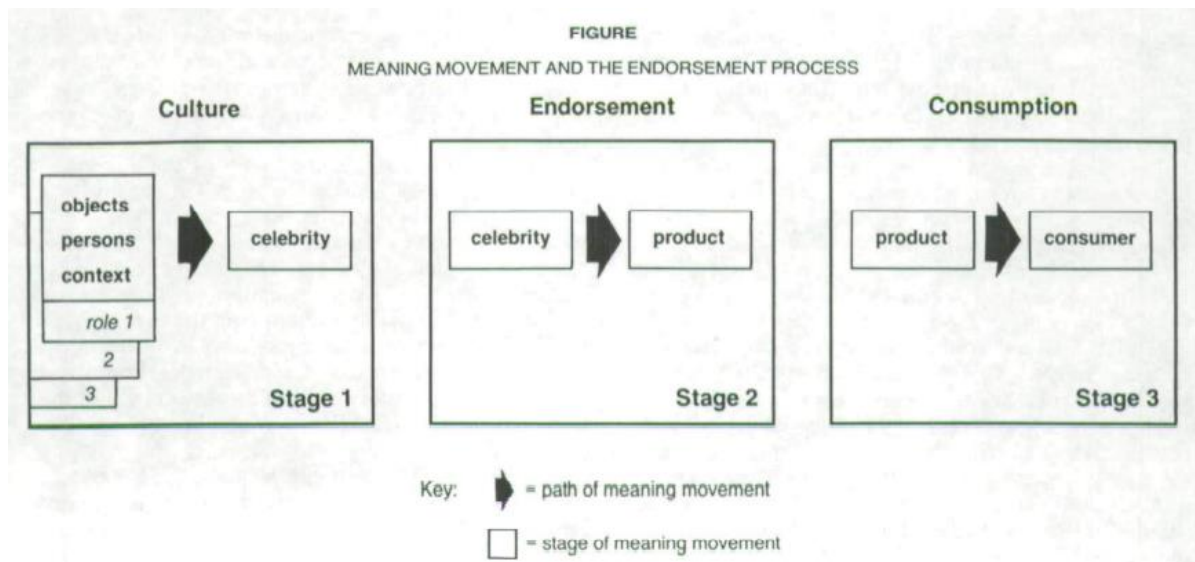 FIGURE
MEANING MOVEMENT AND THE ENDORSEMENT PROCESS
Culture
objects
persons
context
role 1
2
3
celebrity
Stage 1
Endorsement
celebrity
product
Stage 2
Consumption
product
consumer
Stage 3
Key:
= path of meaning movement
= stage of meaning movement